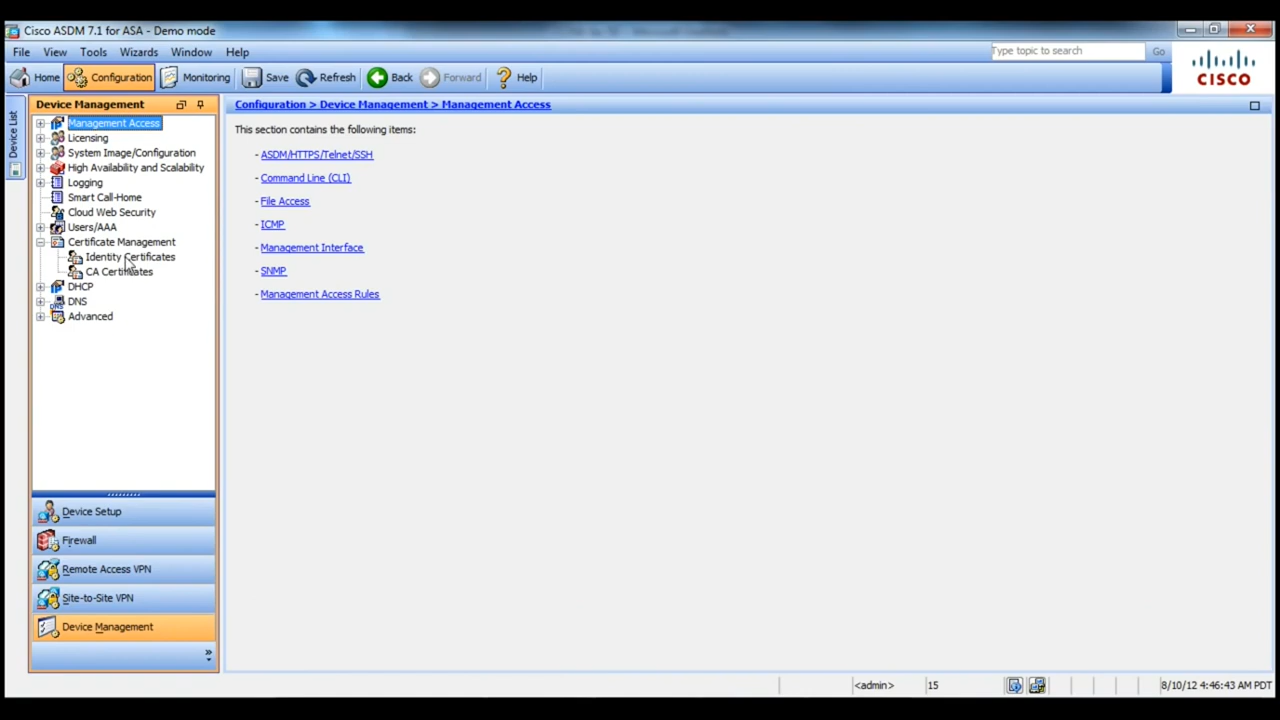 Cisco ASDM 7.1 for ASA - Demo mode
File View Tools Wizards Window Help
Type topic to search Go
Home Configuration Monitoring Save Refresh Back Forward Help
CISCO
Device List
Device Management
Management Access
Licensing
System Image/Configuration
High Availability and Scalability
Logging
Smart Call-Home
Cloud Web Security
Users/AAA
Certificate Management
Identity Certificates
CA Certificates
DHCP
DNS
Advanced
Device Setup
Firewall
Remote Access VPN
Site-to-Site VPN
Device Management
»
Configuration > Device Management > Management Access
This section contains the following items:
- ASDM/HTTPS/Telnet/SSH
- Command Line (CLI)
- File Access
- ICMP
- Management Interface
- SNMP
- Management Access Rules
<admin> 15 8/10/12 4:46:43 AM PDT